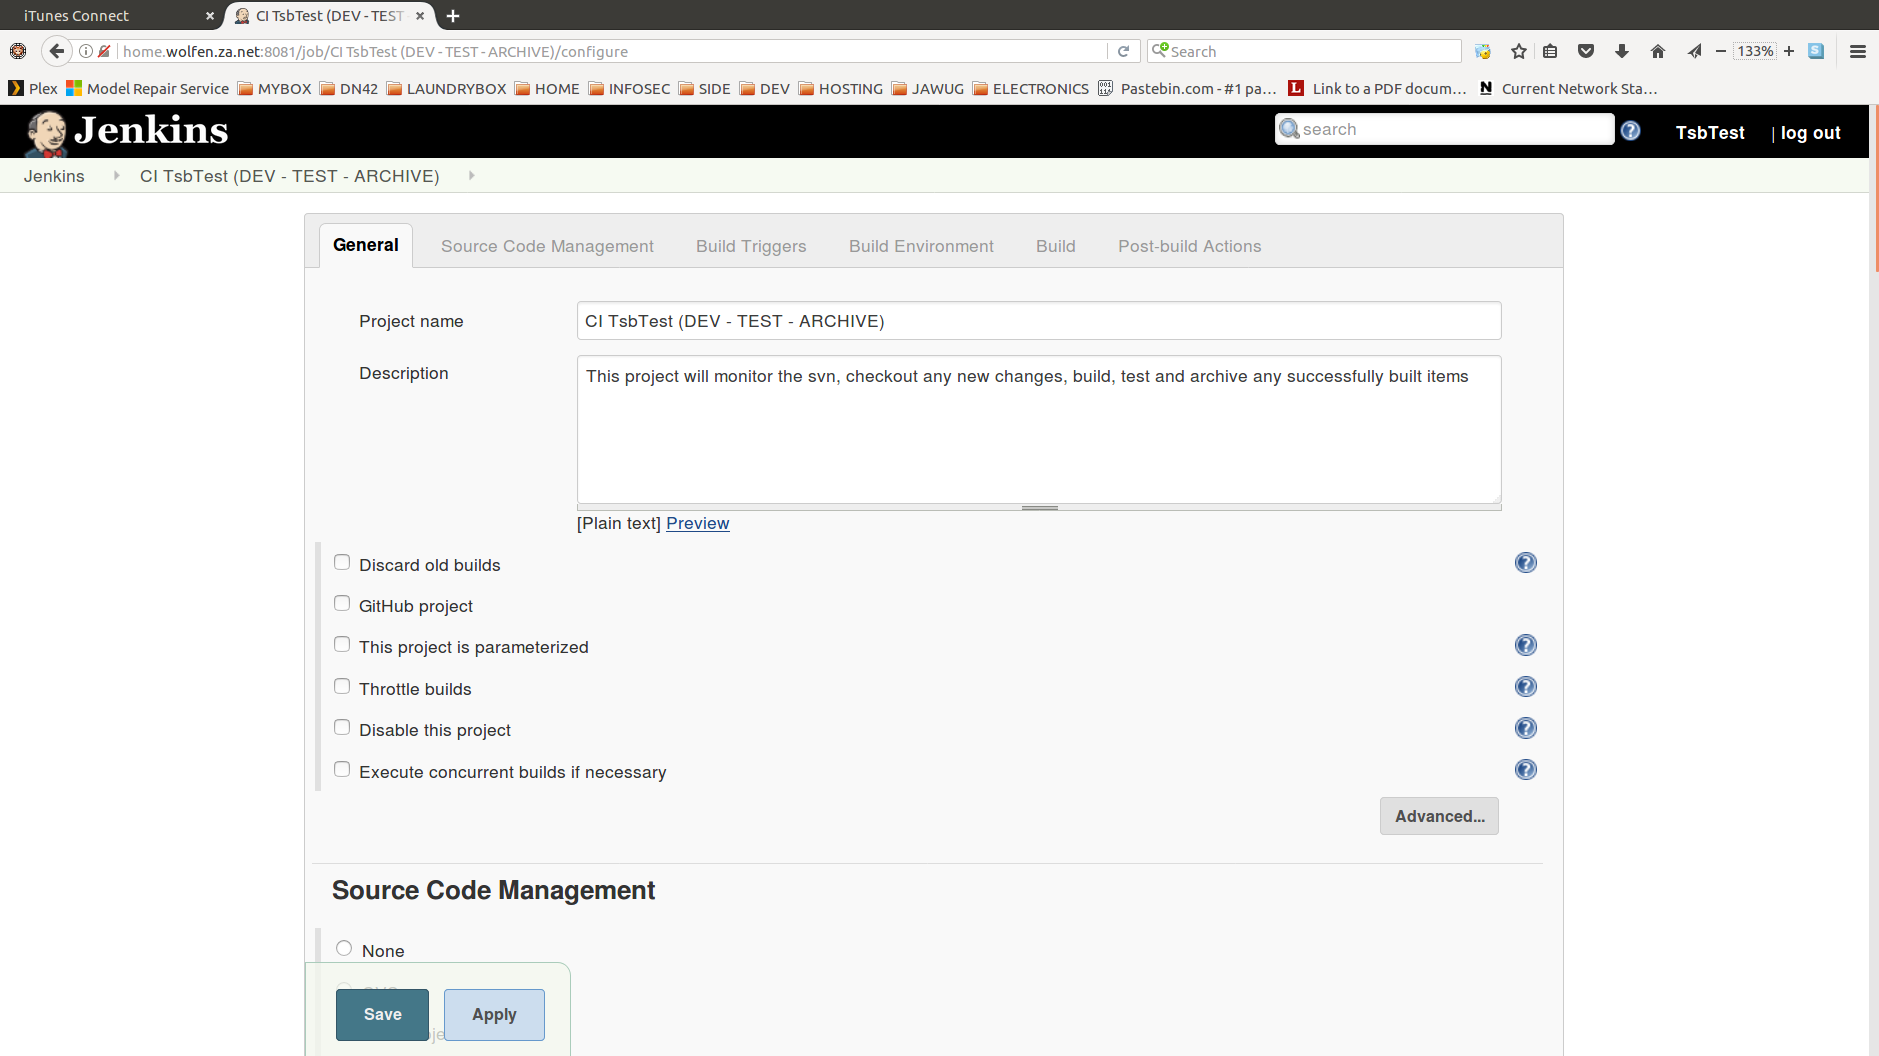 iTunes Connect
CI TsbTest (DEV - TEST
home.wolfen.za.net:8081/job/CI TsbTest (DEV - TEST - ARCHIVE)/configure
Search
133%
Plex
Model Repair Service
MYBOX
DN42
LAUNDRYBOX
HOME
INFOSEC
SIDE
DEV
HOSTING
JAWUG
ELECTRONICS
Pastebin.com - #1 pa...
Link to a PDF docum...
Current Network Sta...
Jenkins
search
TsbTest
| log out
Jenkins
CI TsbTest (DEV - TEST - ARCHIVE)
General
Source Code Management
Build Triggers
Build Environment
Build
Post-build Actions
Project name
CI TsbTest (DEV - TEST - ARCHIVE)
Description
This project will monitor the svn, checkout any new changes, build, test and archive any successfully built items
[Plain text] Preview
Discard old builds
GitHub project
This project is parameterized
Throttle builds
Disable this project
Execute concurrent builds if necessary
Advanced...
Source Code Management
None
Save
Apply